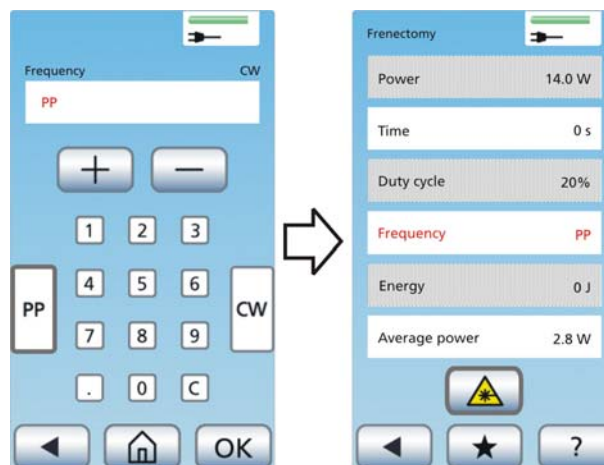 Frequency CW
PP
1 2 3
4 5 6
PP CW
7 8 9
. 0 C
OK
Frenectomy
Power 14.0 W
Time 0 s
Duty cycle 20%
Frequency PP
Energy 0 J
Average power 2.8 W
?